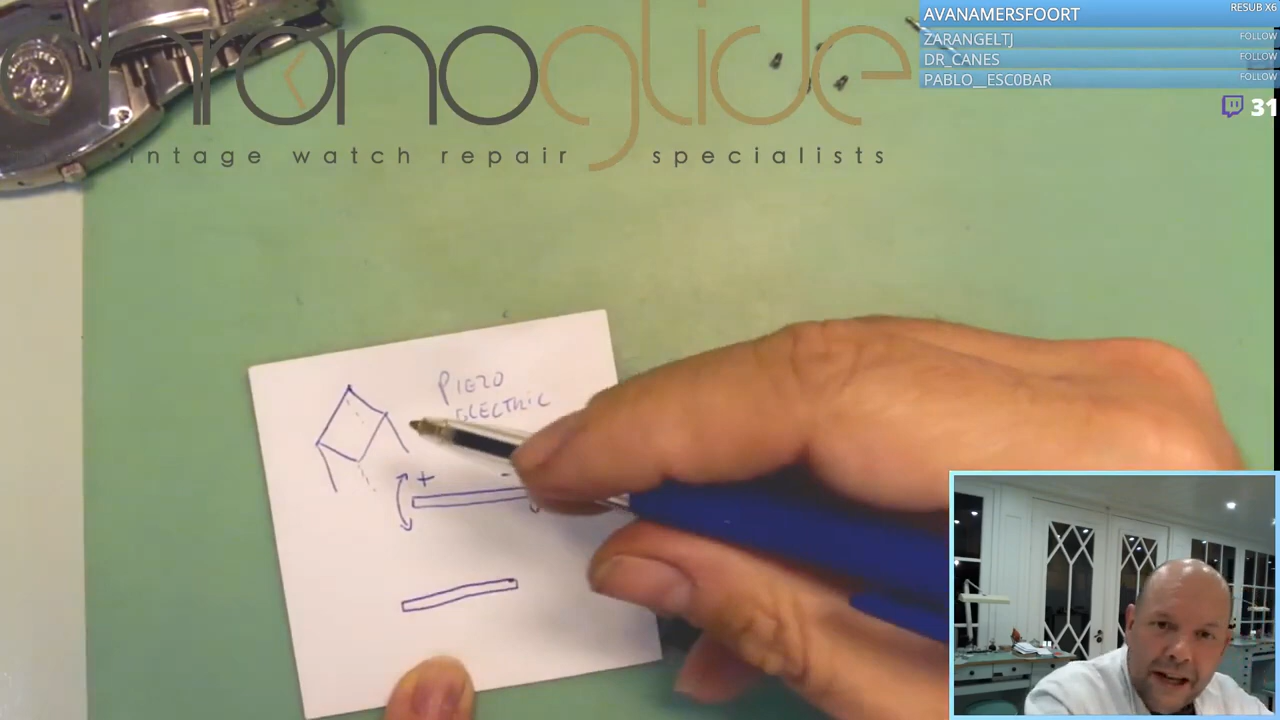 chronoglide
intage watch repair specialists
AVANAMERSFOORT RESUB X6
ZARANGELTJ FOLLOW
DR_CANES FOLLOW
PABLO__ESC0BAR FOLLOW
31
PIEZO
ELECTRIC
+ -